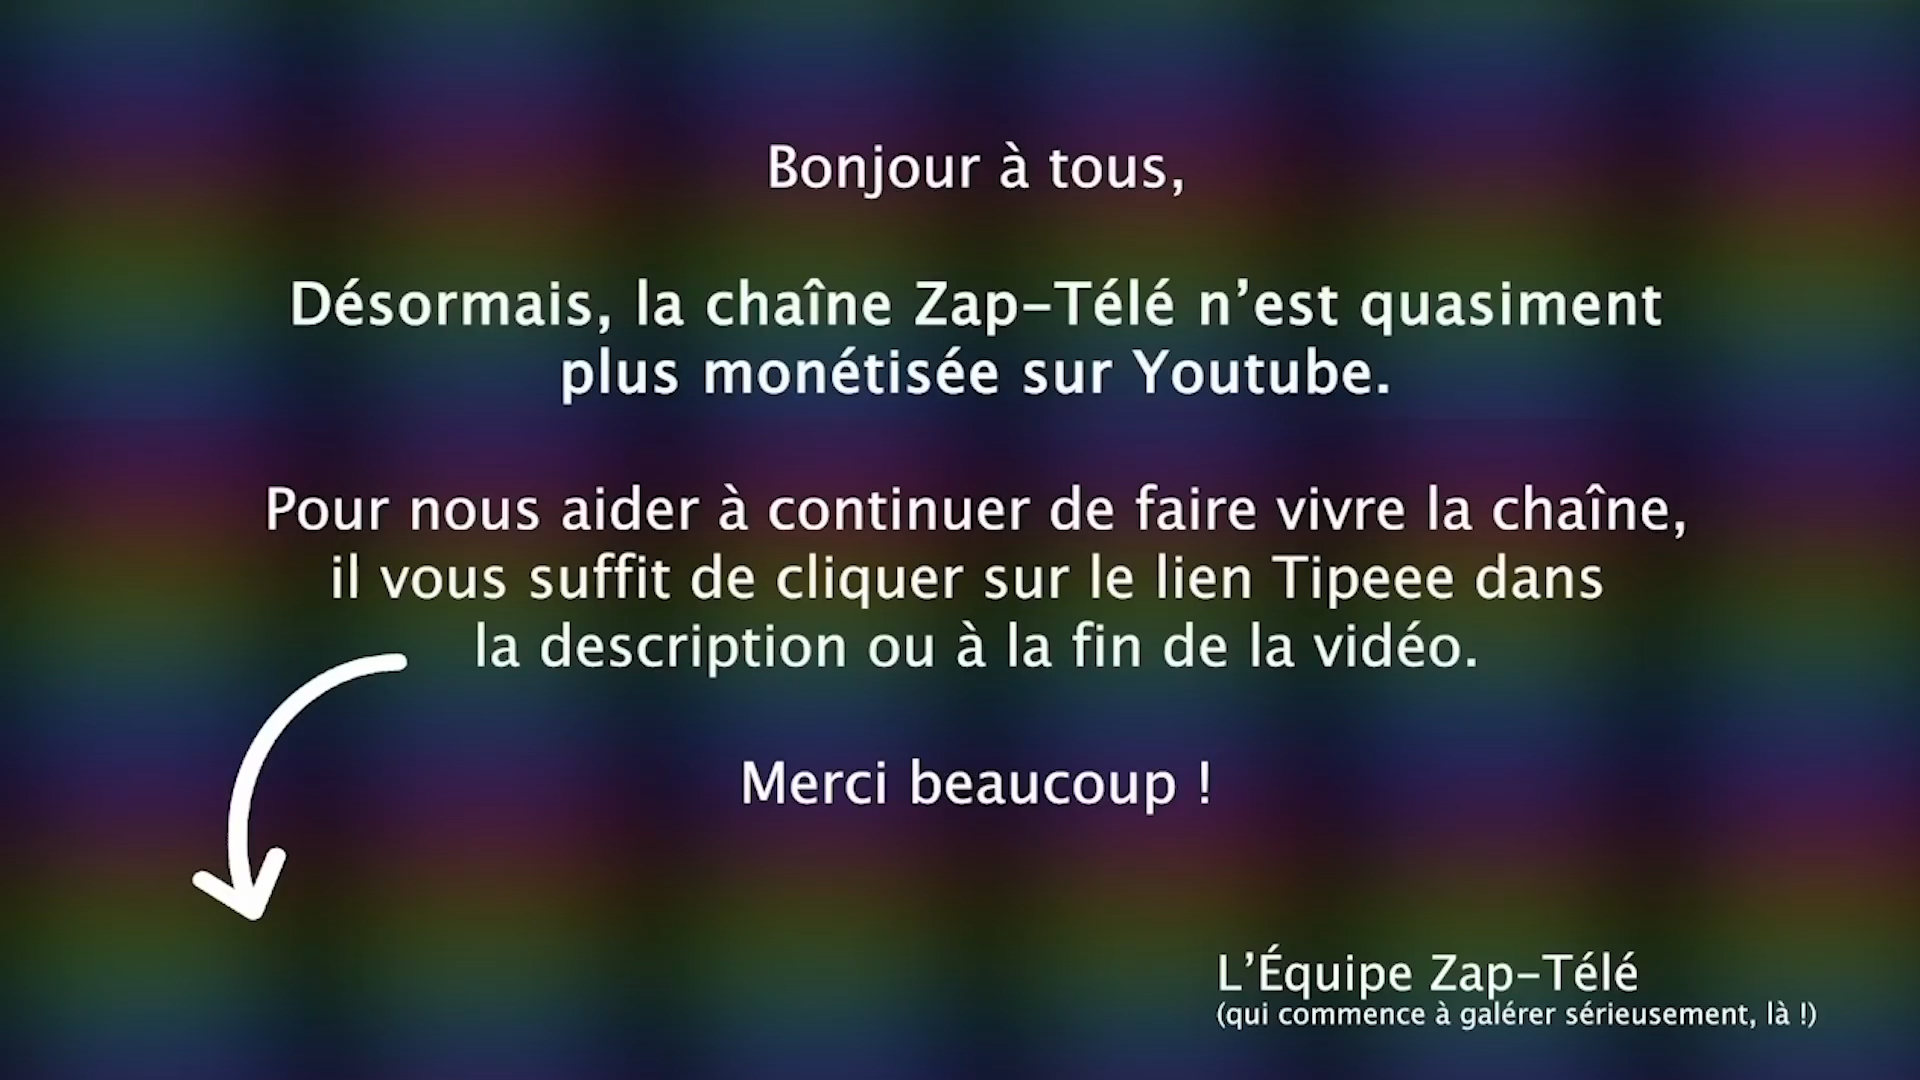 Bonjour à tous,
Désormais, la chaîne Zap-Télé n’est quasiment
plus monétisée sur Youtube.
Pour nous aider à continuer de faire vivre la chaîne,
il vous suffit de cliquer sur le lien Tipeee dans
la description ou à la fin de la vidéo.
Merci beaucoup !
L’Équipe Zap-Télé
(qui commence à galérer sérieusement, là !)